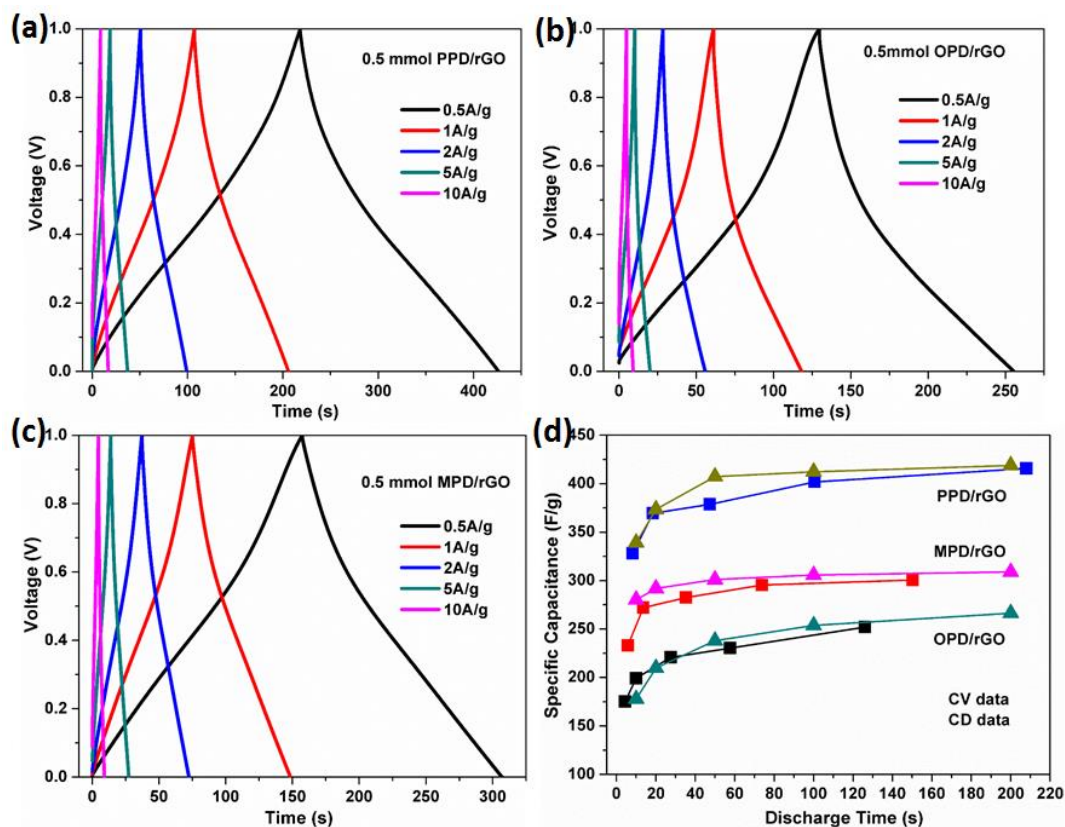 (a)
0.5 mmol PPD/rGO
0.5A/g
1A/g
2A/g
5A/g
10A/g
Voltage (V)
1.0
0.8
0.6
0.4
0.2
0.0
0 100 200 300 400
Time (s)
(b)
0.5mmol OPD/rGO
0.5A/g
1A/g
2A/g
5A/g
10A/g
Voltage (V)
1.0
0.8
0.6
0.4
0.2
0.0
0 50 100 150 200 250
Time (s)
(c)
0.5 mmol MPD/rGO
0.5A/g
1A/g
2A/g
5A/g
10A/g
Voltage (V)
1.0
0.8
0.6
0.4
0.2
0.0
0 50 100 150 200 250 300
Time (s)
(d)
Specific Capacitance (F/g)
450
400
350
300
250
200
150
100
PPD/rGO
MPD/rGO
OPD/rGO
CV data
CD data
0 20 40 60 80 100 120 140 160 180 200 220
Discharge Time (s)